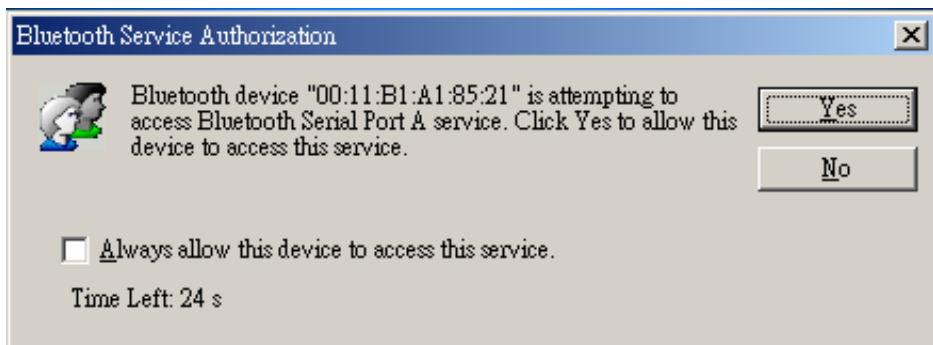 Bluetooth Service Authorization
Bluetooth device "00:11:B1:A1:85:21" is attempting to
access Bluetooth Serial Port A service. Click Yes to allow this
device to access this service.
Yes
No
Always allow this device to access this service.
Time Left: 24 s